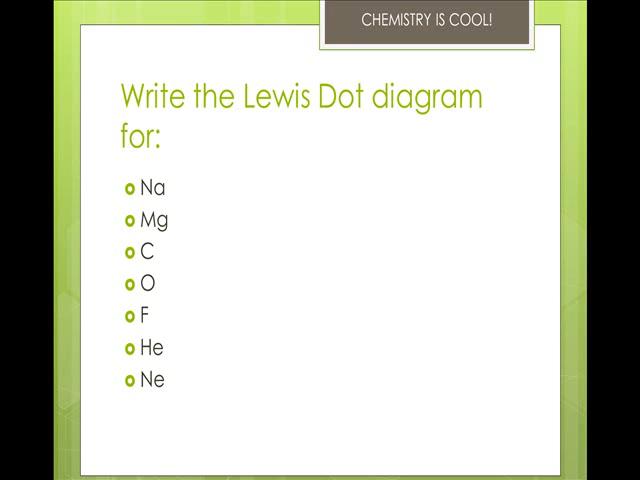 CHEMISTRY IS COOL!
Write the Lewis Dot diagram
for:
Na
Mg
C
O
F
He
Ne